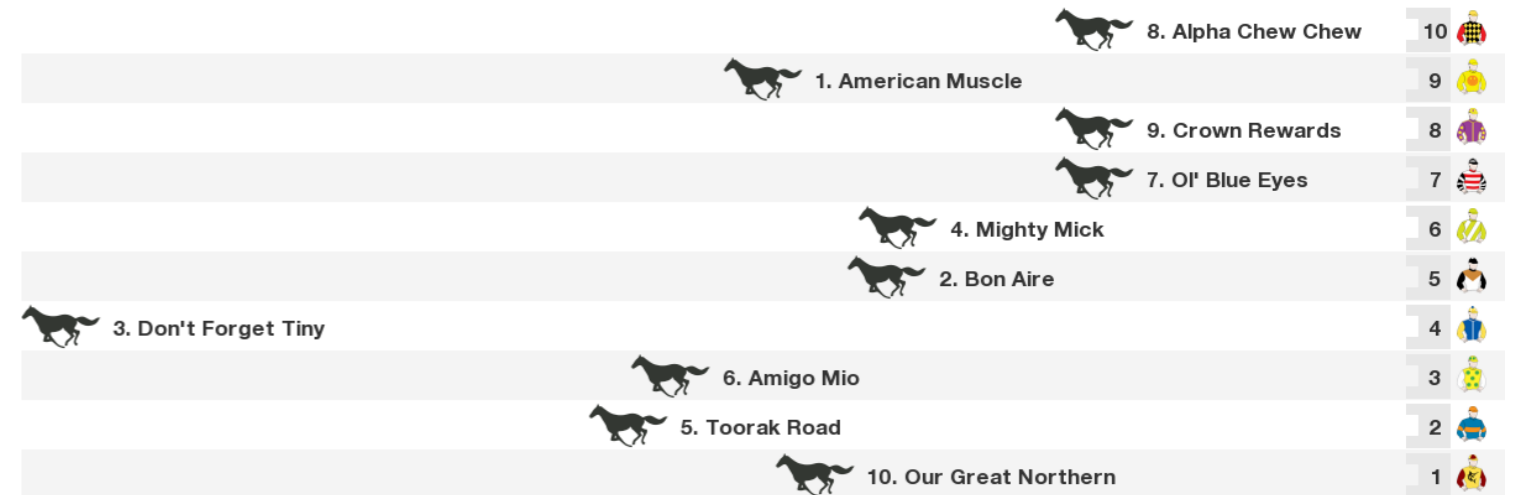 8. Alpha Chew Chew 10
1. American Muscle 9
9. Crown Rewards 8
7. Ol' Blue Eyes 7
4. Mighty Mick 6
2. Bon Aire 5
3. Don't Forget Tiny 4
6. Amigo Mio 3
5. Toorak Road 2
10. Our Great Northern 1